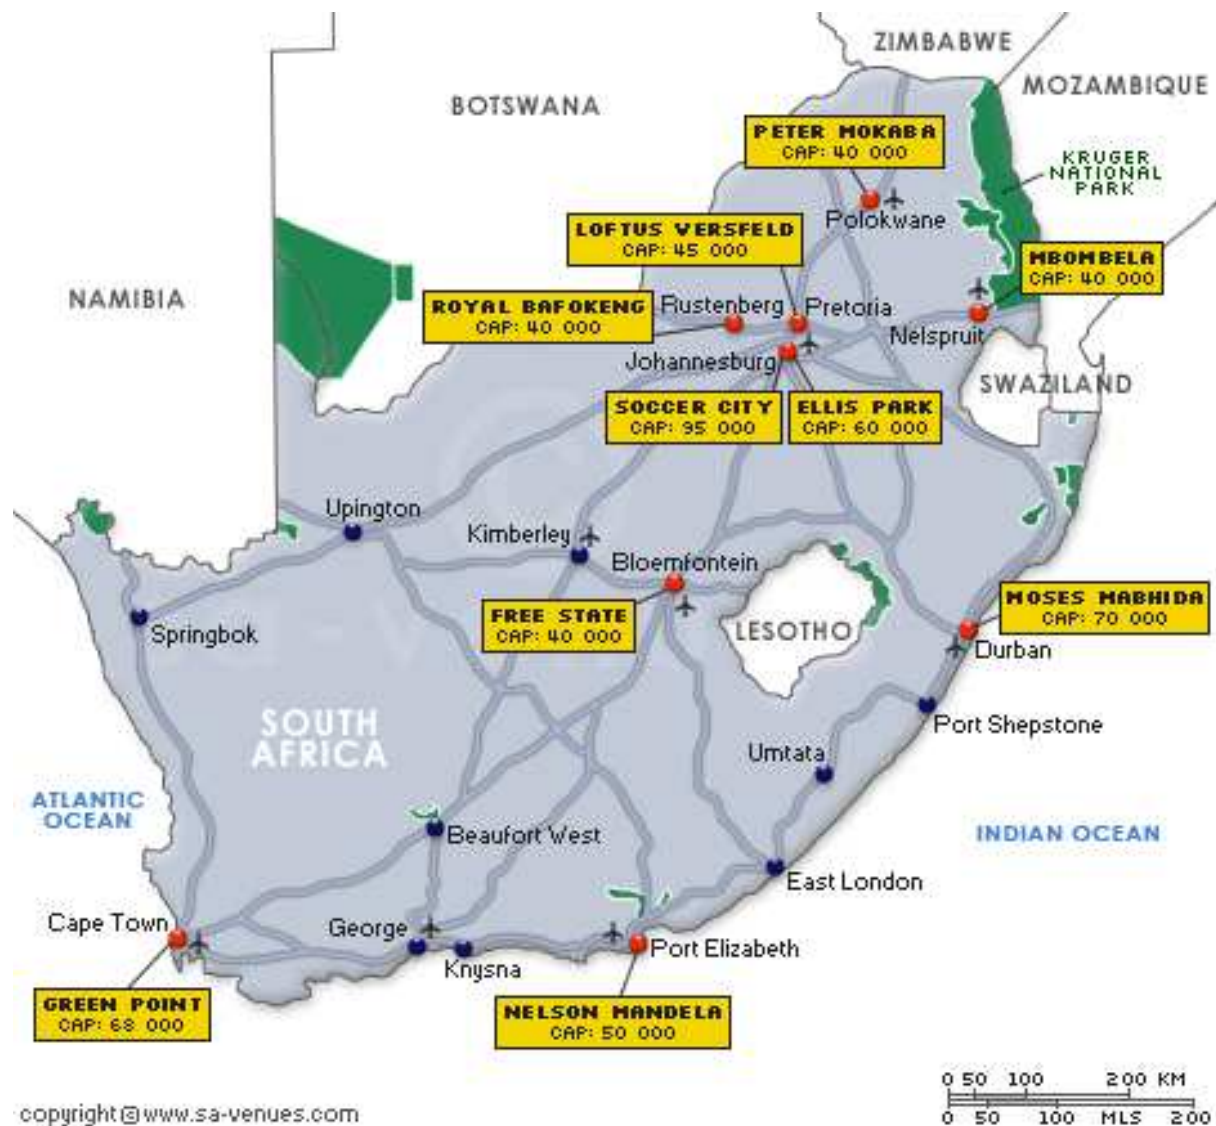 ZIMBABWE
MOZAMBIQUE
BOTSWANA
PETER MOKABA
CAP: 40 000
KRUGER
NATIONAL
PARK
Polokwane
LOFTUS VERSFELD
CAP: 45 000
MBOMBELA
CAP: 40 000
NAMIBIA
ROYAL BAFOKENG
CAP: 40 000
Rustenberg
Pretoria
Nelspruit
Johannesburg
SWAZILAND
SOCCER CITY
CAP: 95 000
ELLIS PARK
CAP: 60 000
Upington
Kimberley
Bloemfontein
FREE STATE
CAP: 40 000
MOSES MABHIDA
CAP: 70 000
LESOTHO
Springbok
Durban
SOUTH
AFRICA
Port Shepstone
Umtata
ATLANTIC
OCEAN
Beaufort West
INDIAN OCEAN
East London
Cape Town
George
Knysna
Port Elizabeth
GREEN POINT
CAP: 68 000
NELSON MANDELA
CAP: 50 000
0 50 100 200 KM
0 50 100 MLS 200
copyright©www.sa-venues.com